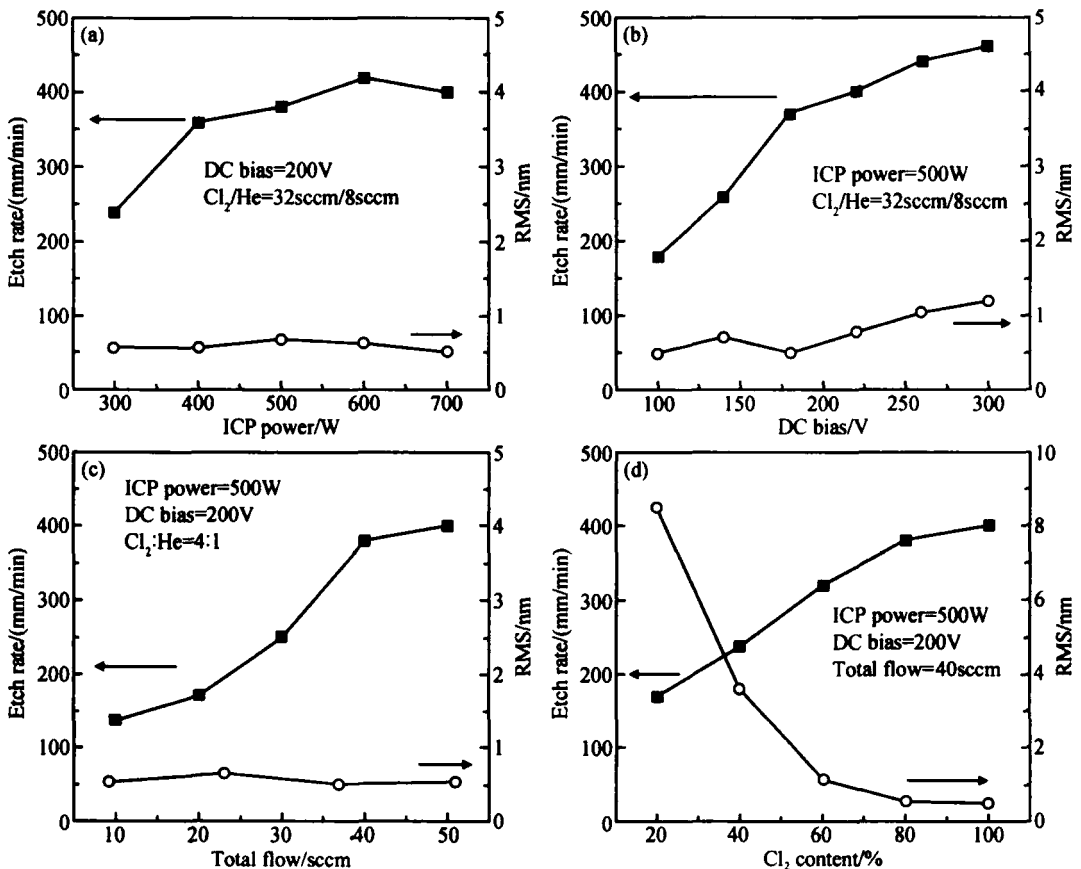 (a)
500
400
300
200
100
0
Etch rate/(mm/min)
5
4
3
2
1
0
RMS/nm
DC bias=200V
Cl₂/He=32sccm/8sccm
300 400 500 600 700
ICP power/W
(b)
500
400
300
200
100
0
Etch rate/(mm/min)
5
4
3
2
1
0
RMS/nm
ICP power=500W
Cl₂/He=32sccm/8sccm
100 150 200 250 300
DC bias/V
(c)
500
400
300
200
100
0
Etch rate/(mm/min)
5
4
3
2
1
0
RMS/nm
ICP power=500W
DC bias=200V
Cl₂:He=4:1
10 20 30 40 50
Total flow/sccm
(d)
500
400
300
200
100
0
Etch rate/(mm/min)
10
8
6
4
2
0
RMS/nm
ICP power=500W
DC bias=200V
Total flow=40sccm
20 40 60 80 100
Cl₂ content/%